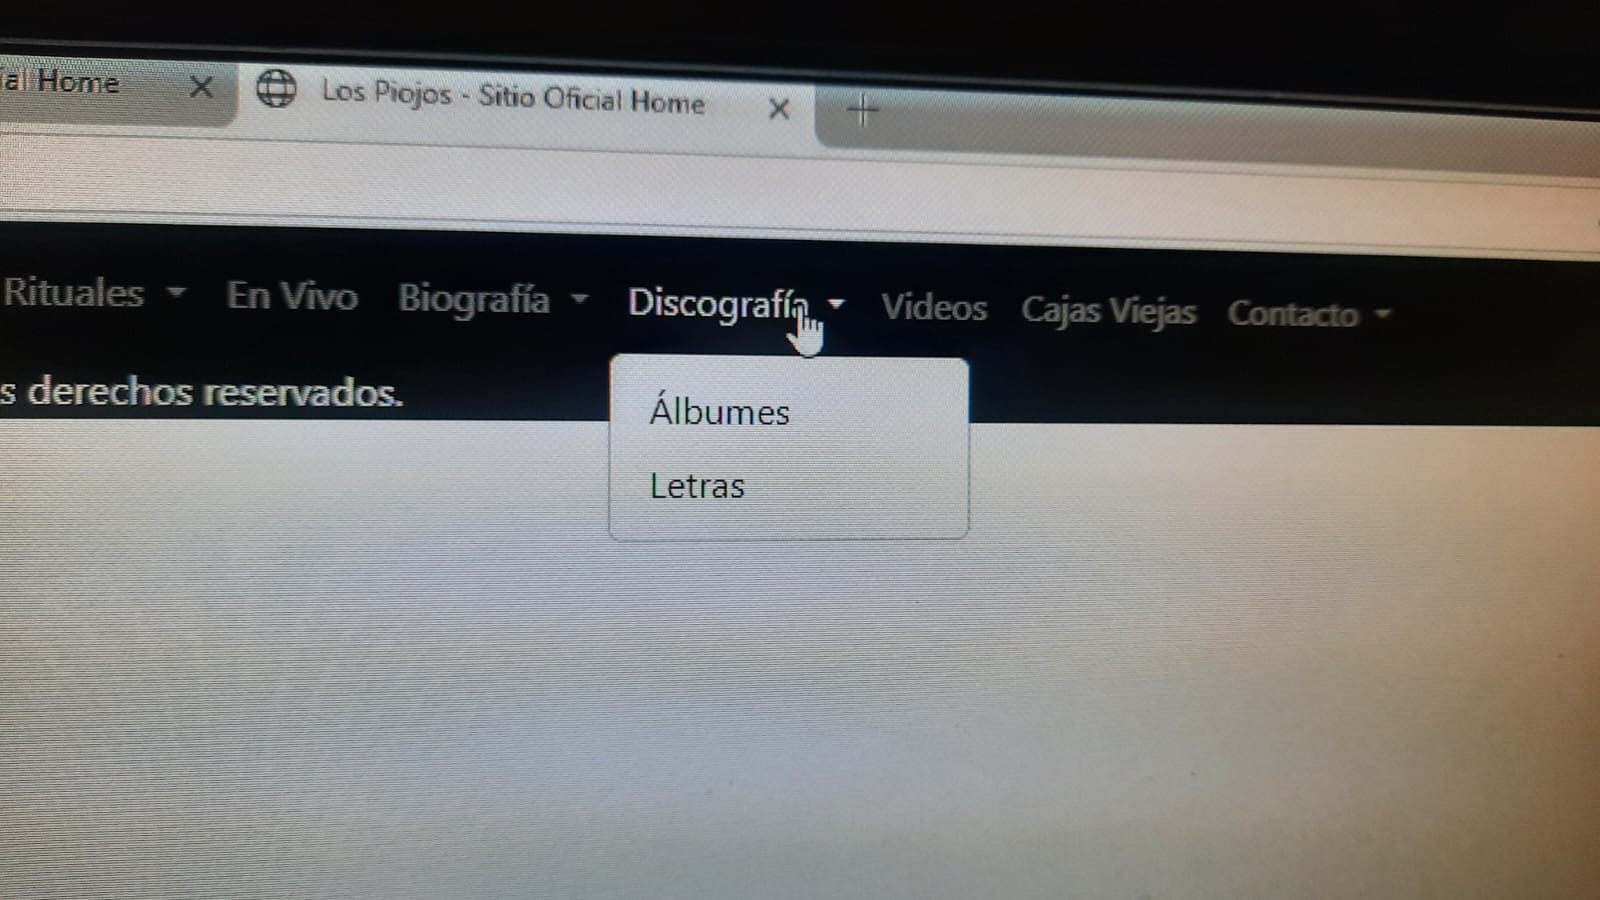 ial Home
Los Piojos - Sitio Oficial Home
Rituales En Vivo Biografía Discografía Videos Cajas Viejas Contacto
s derechos reservados.
Álbumes
Letras